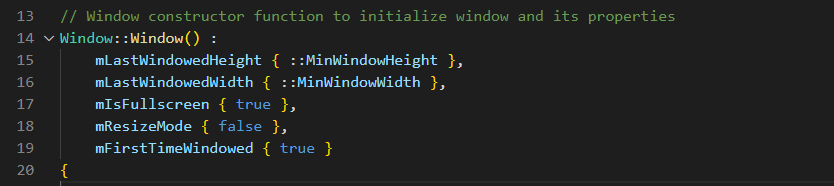 13 // Window constructor function to initialize window and its properties
14 Window::Window() :
15 mLastWindowedHeight { ::MinWindowHeight },
16 mLastWindowedWidth { ::MinWindowWidth },
17 mIsFullscreen { true },
18 mResizeMode { false },
19 mFirstTimeWindowed { true }
20 {